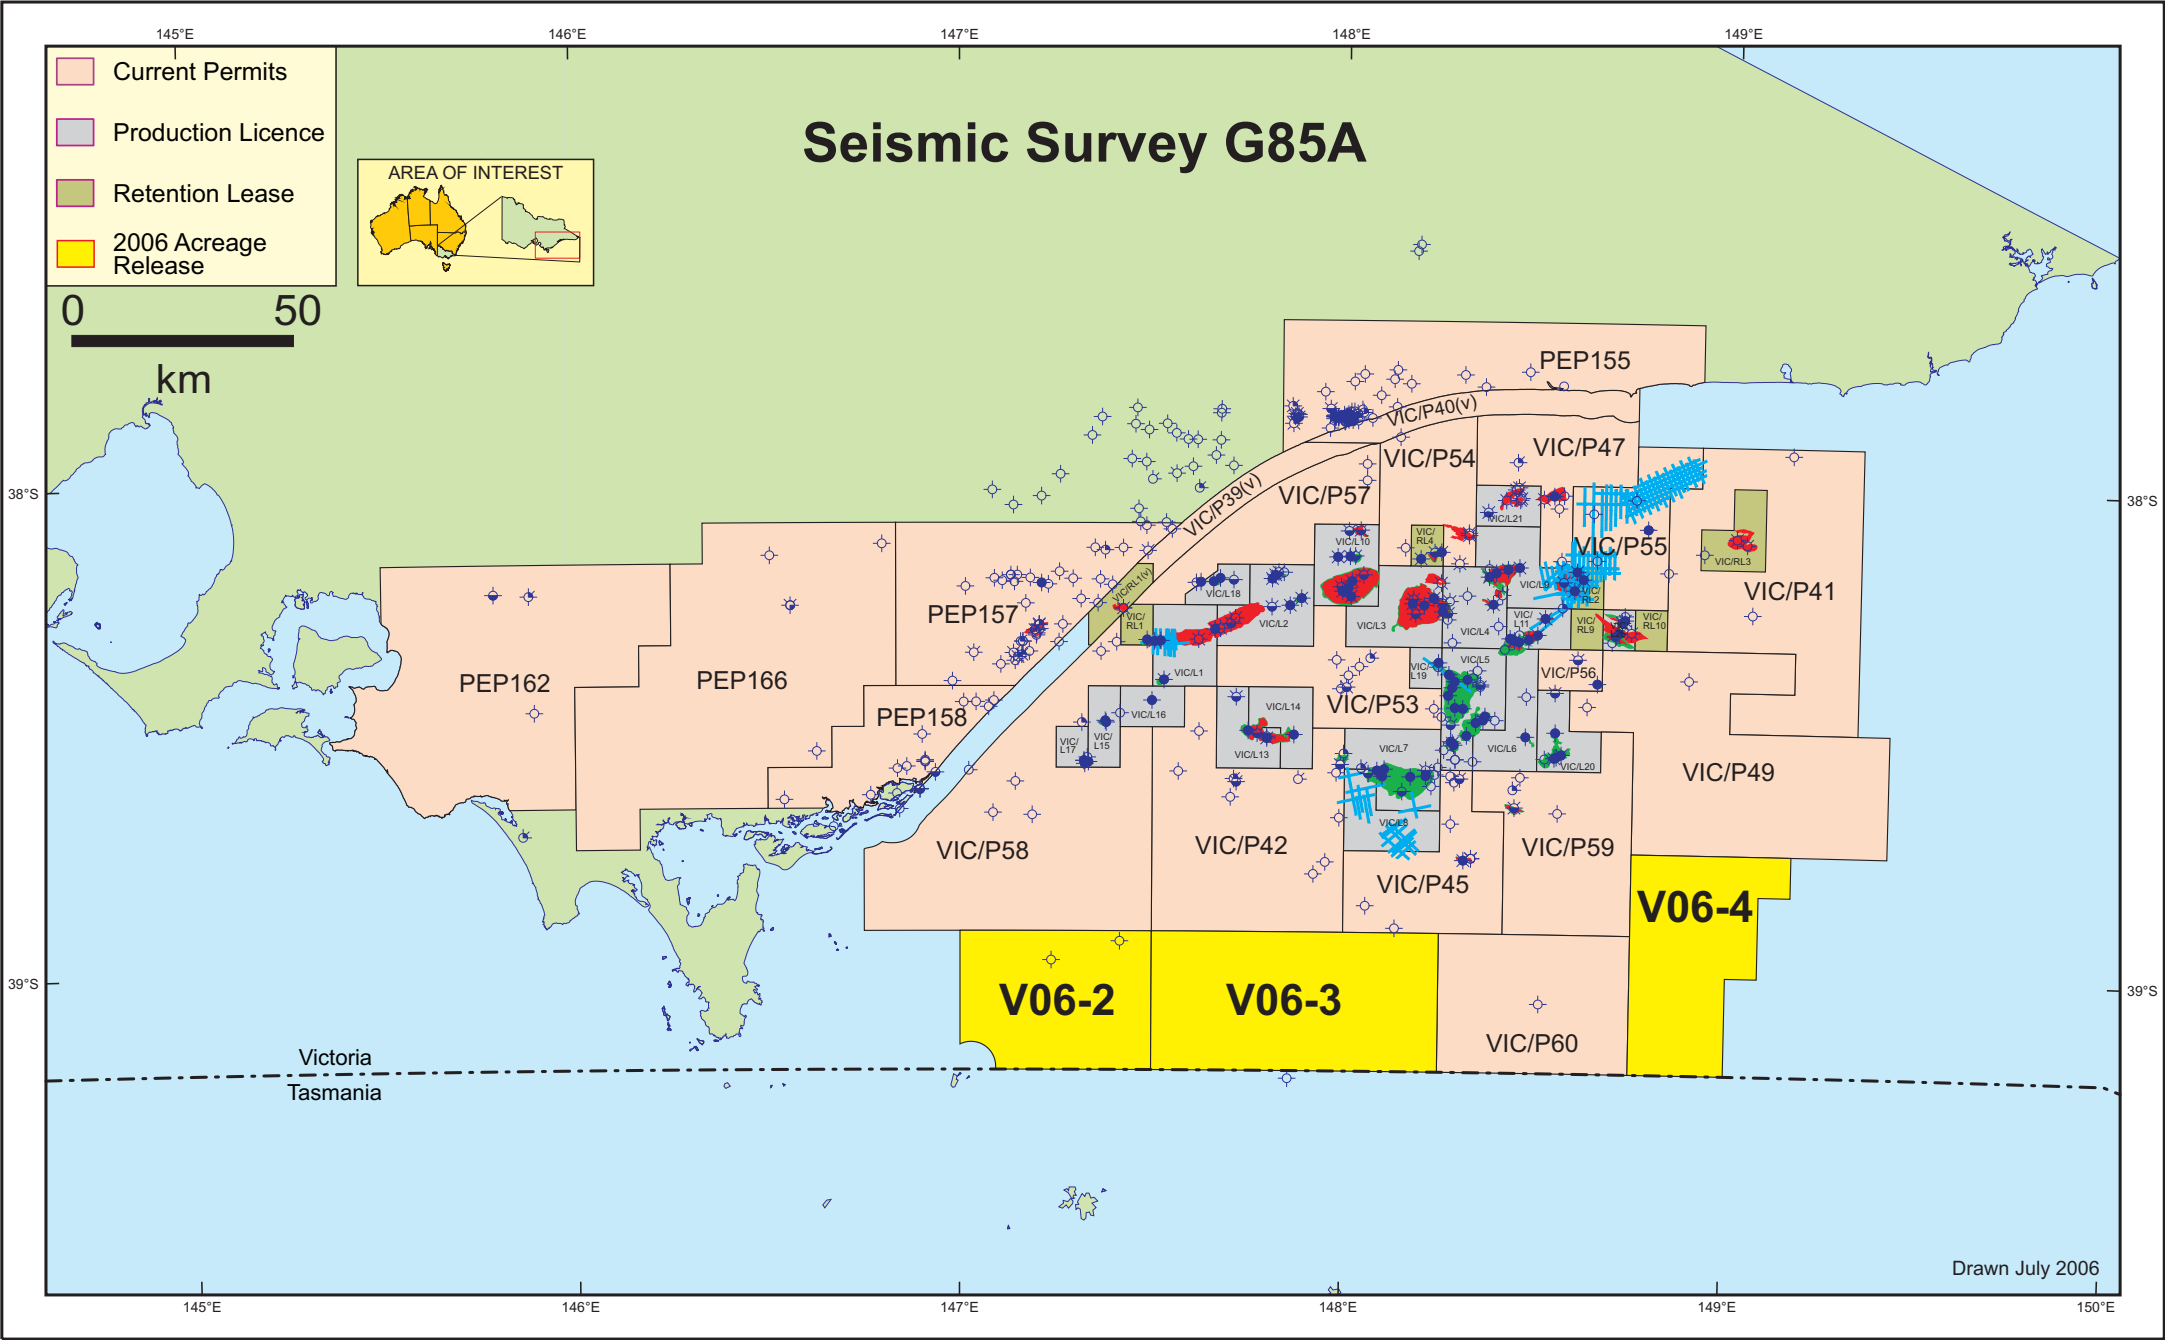 145°E
146°E
147°E
148°E
149°E
Current Permits
Production Licence
Retention Lease
2006 Acreage
Release
AREA OF INTEREST
Seismic Survey G85A
0
50
km
PEP155
VIC/P40(v)
VIC/P47
VIC/P54
VIC/P57
VIC/P39(v)
38°S
38°S
VIC/L21
VIC/L10
VIC/
RL4
VIC/P55
VIC/RL3
VIC/P41
VIC/RL1(v)
VIC/L18
VIC/L9
VIC/
RL2
PEP157
VIC/
RL1
VIC/L2
VIC/L3
VIC/L4
VIC/
L11
VIC/
RL9
VIC/
RL10
PEP162
PEP166
VIC/L1
VIC/
L19
VIC/L5
VIC/P56
VIC/P53
PEP158
VIC/L16
VIC/L14
VIC/
L17
VIC/
L15
VIC/L13
VIC/L7
VIC/L6
VIC/L20
VIC/P49
VIC/L8
VIC/P58
VIC/P42
VIC/P59
VIC/P45
V06-4
39°S
39°S
V06-2
V06-3
VIC/P60
Victoria
Tasmania
Drawn July 2006
145°E
146°E
147°E
148°E
149°E
150°E